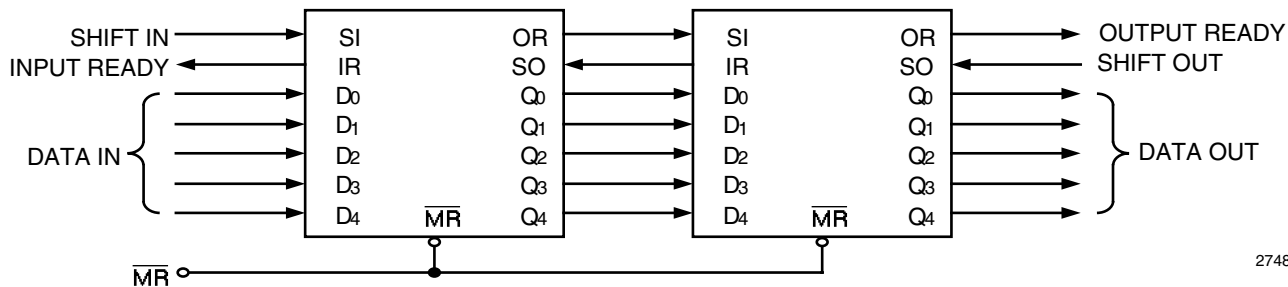 SHIFT IN SI OR SI OR OUTPUT READY
INPUT READY IR SO IR SO SHIFT OUT
D0 Q0 D0 Q0
D1 Q1 D1 Q1
DATA IN D2 Q2 D2 Q2 DATA OUT
D3 Q3 D3 Q3
D4 MR Q4 D4 MR Q4
MR
2748